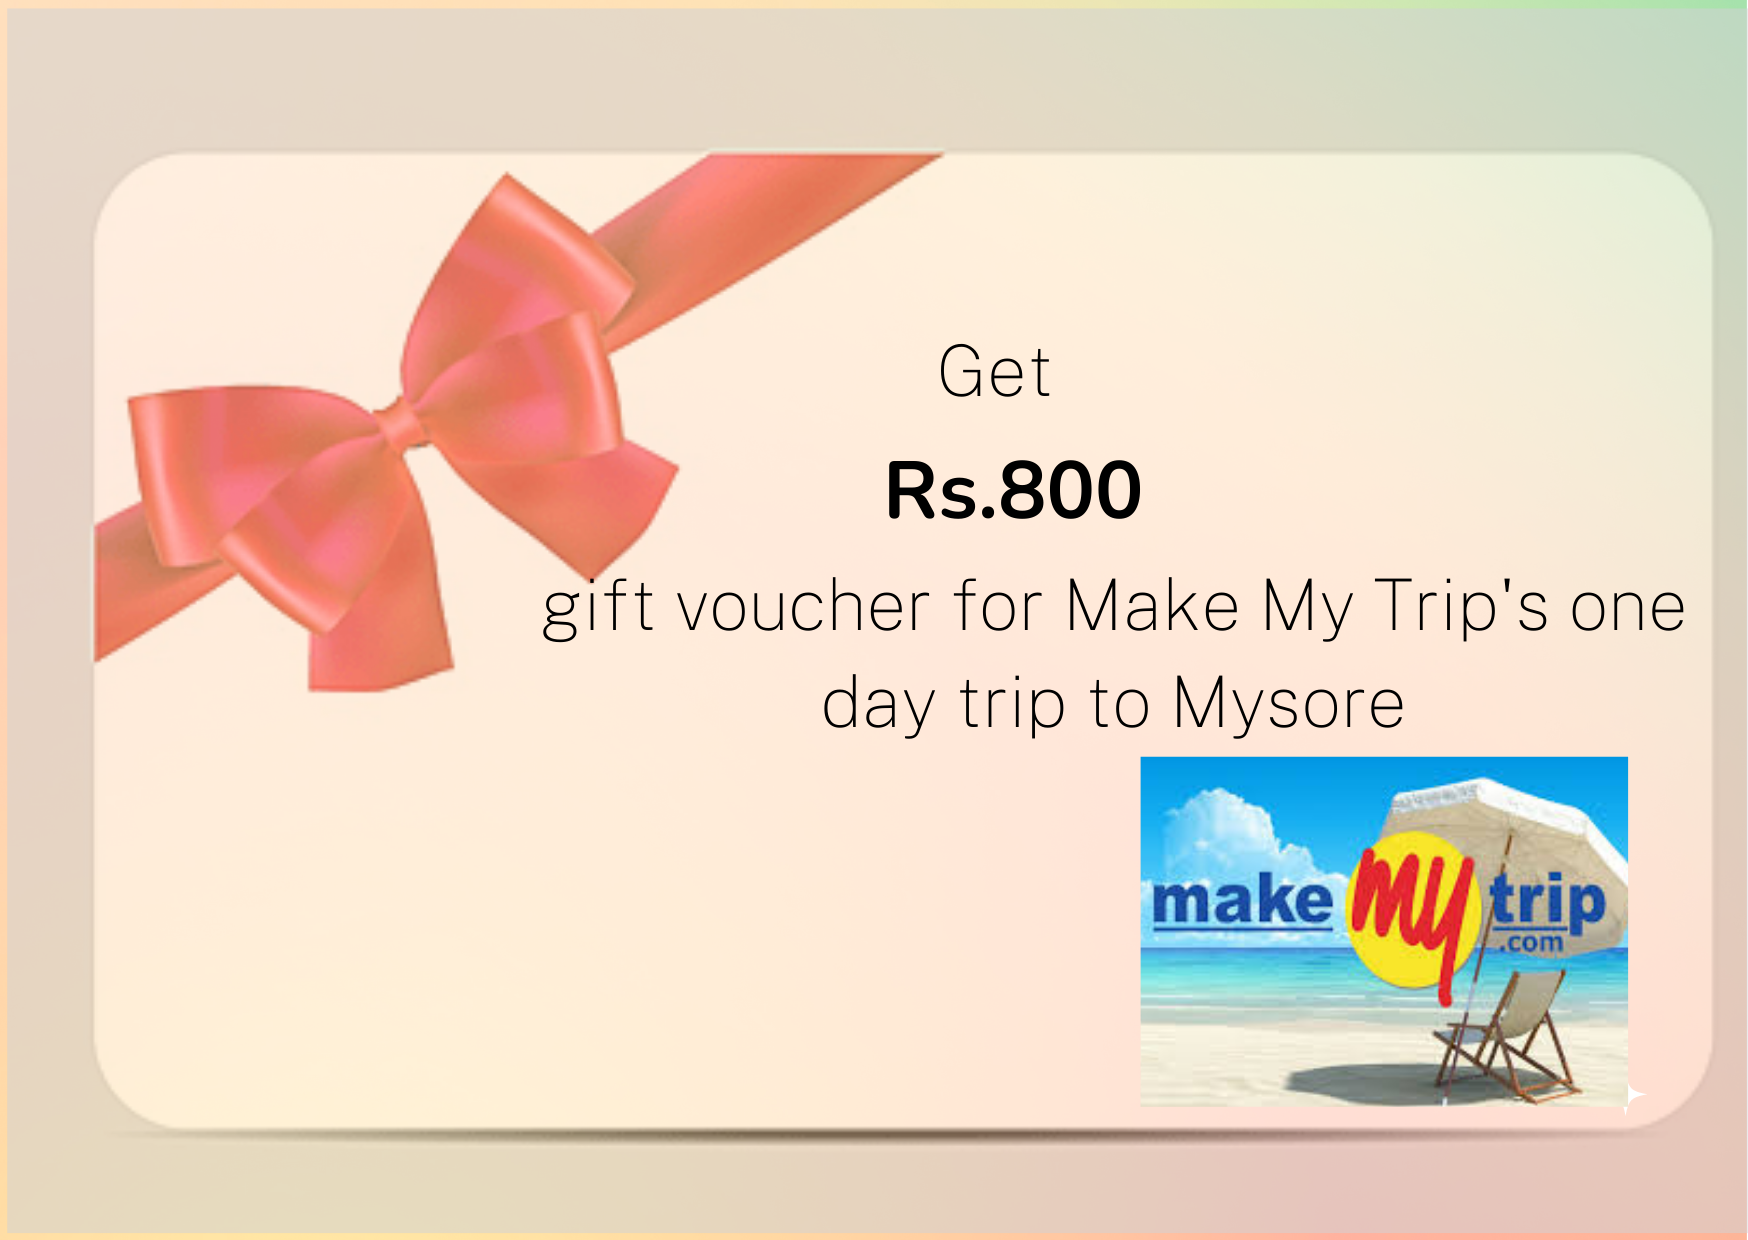 Get
Rs.800
gift voucher for Make My Trip's one
day trip to Mysore
make my trip
.com